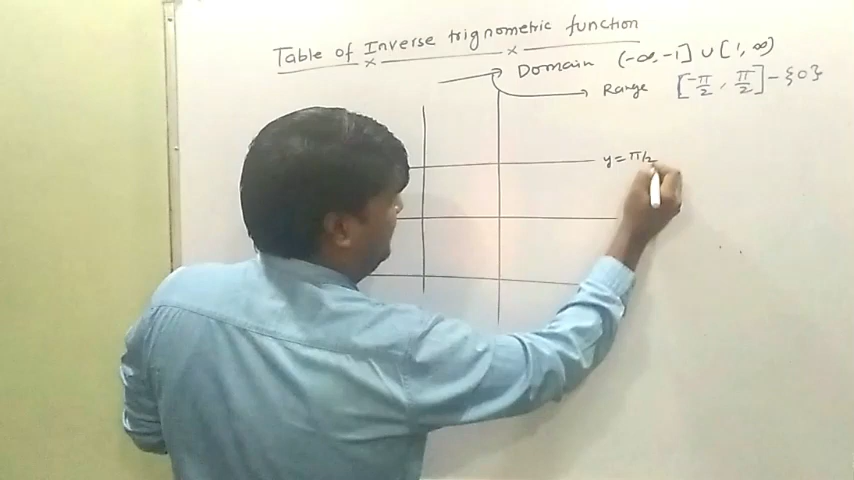 Table of Inverse trignometric function
Domain (-∞, -1] ∪ [1, ∞)
Range [-π/2, π/2] - {0}
y = π/2